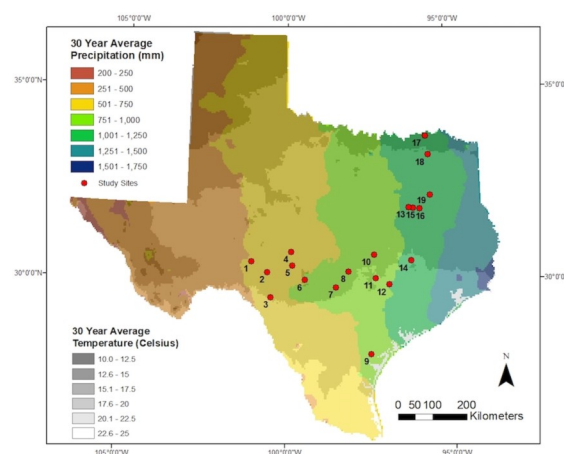 105°0'0"W 100°0'0"W 95°0'0"W
30 Year Average
Precipitation (mm)
200 - 250
251 - 500
501 - 750
751 - 1,000
1,001 - 1,250
1,251 - 1,500
1,501 - 1,750
Study Sites
35°0'0"N 35°0'0"N
17
18
19
13 15 16
4
10
1 5 14
2 8
30°0'0"N 30°0'0"N
6 7 11 12
3
9
30 Year Average
Temperature (Celsius)
10.0 - 12.5
12.6 - 15
15.1 - 17.5
17.6 - 20
20.1 - 22.5
22.6 - 25
N
0 50 100 200
Kilometers
105°0'0"W 100°0'0"W 95°0'0"W